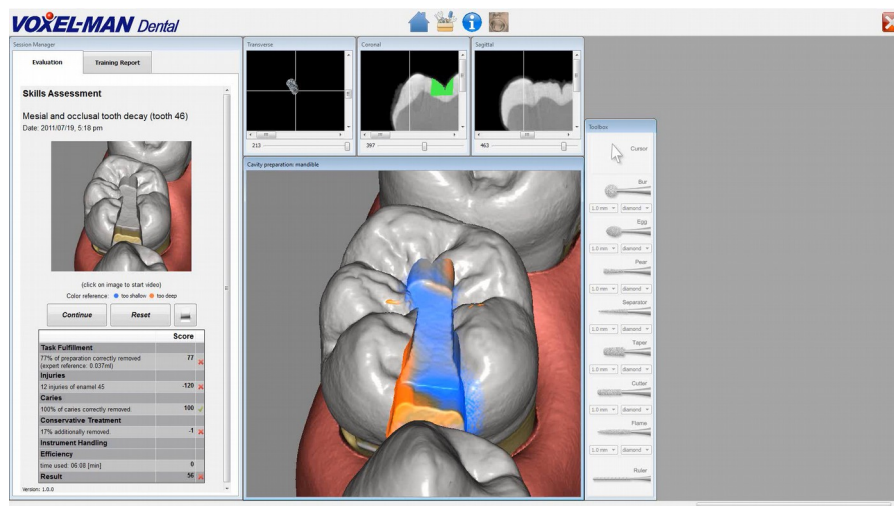 VOXEL-MAN Dental
Session Manager
Evaluation
Training Report
Skills Assessment
Mesial and occlusal tooth decay (tooth 46)
Date: 2011/07/19, 5:18 pm
(click on image to start video)
Color reference: too shallow too deep
Continue
Reset
Score
Task Fulfillment
77% of preparation correctly removed 77
(expert reference: 0.037ml)
Injuries
12 injuries of enamel 45 -120
Caries
100% of caries correctly removed. 100
Conservative Treatment
17% additionally removed. -1
Instrument Handling
Efficiency
time used: 06:08 [min] 0
Result 56
Version: 1.0.0
Transverse
213
Coronal
397
Sagittal
463
Cavity preparation: mandible
Toolbox
Cursor
Bur
1.0 mm diamond
Egg
1.0 mm diamond
Pear
1.0 mm diamond
Separator
1.0 mm diamond
Taper
1.0 mm diamond
Cutter
1.0 mm diamond
Flame
1.0 mm diamond
Ruler